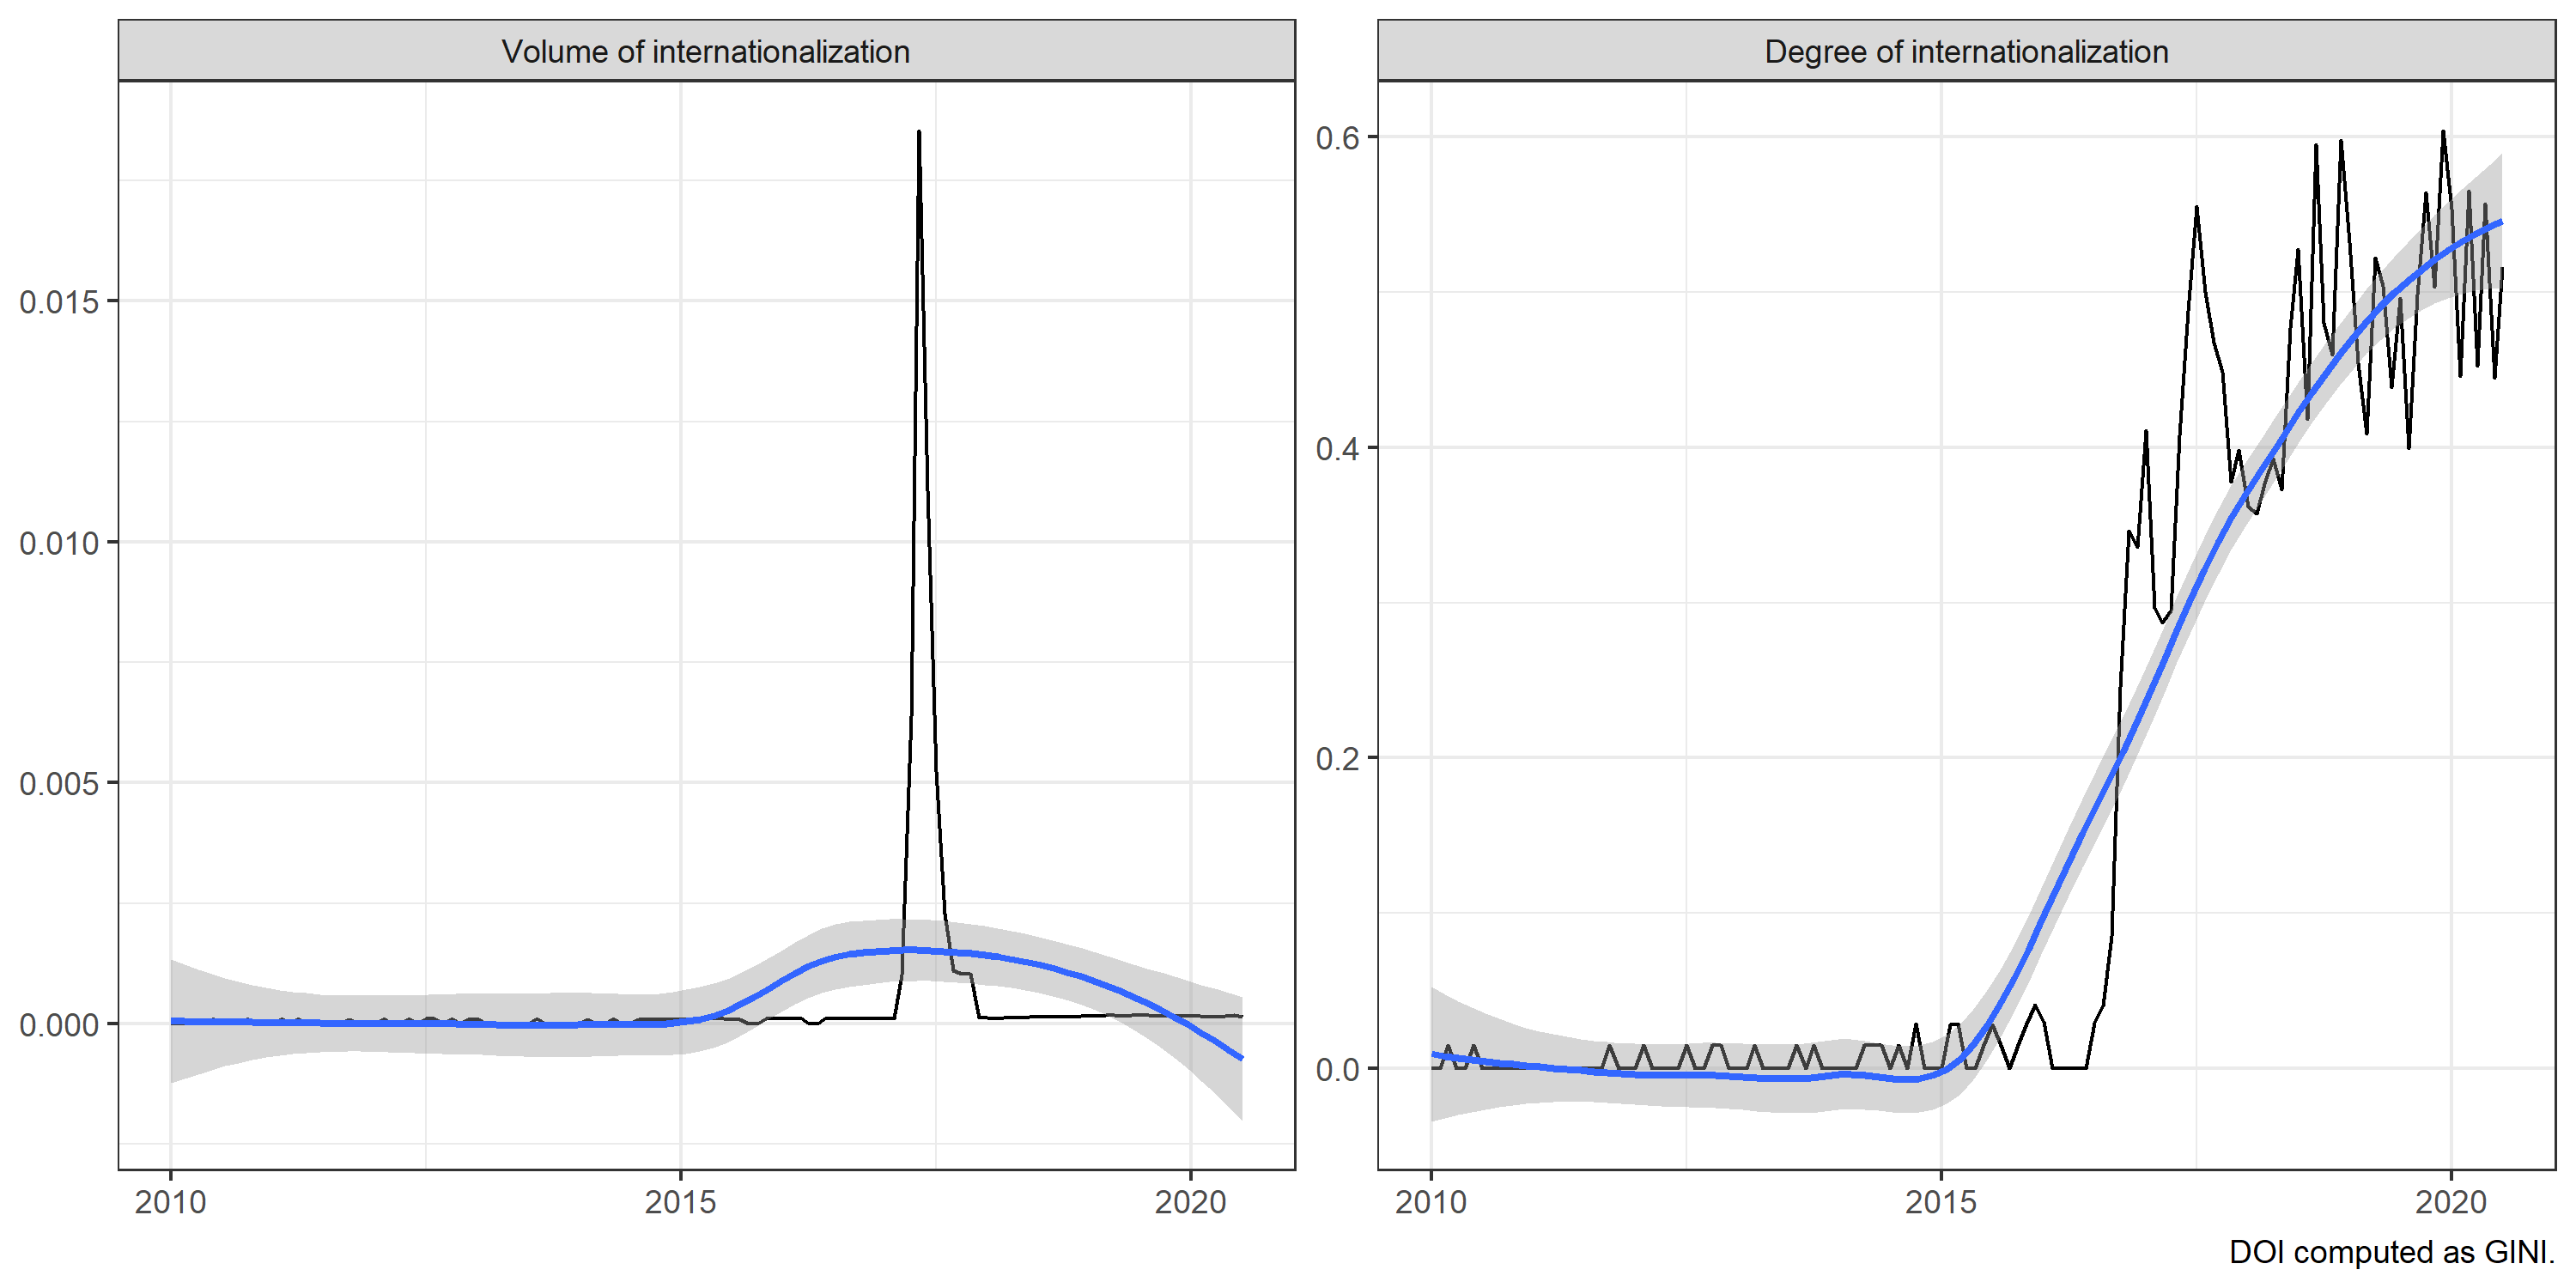 Volume of internationalization
Degree of internationalization
0.015
0.010
0.005
0.000
0.6
0.4
0.2
0.0
2010 2015 2020
2010 2015 2020
DOI computed as GINI.